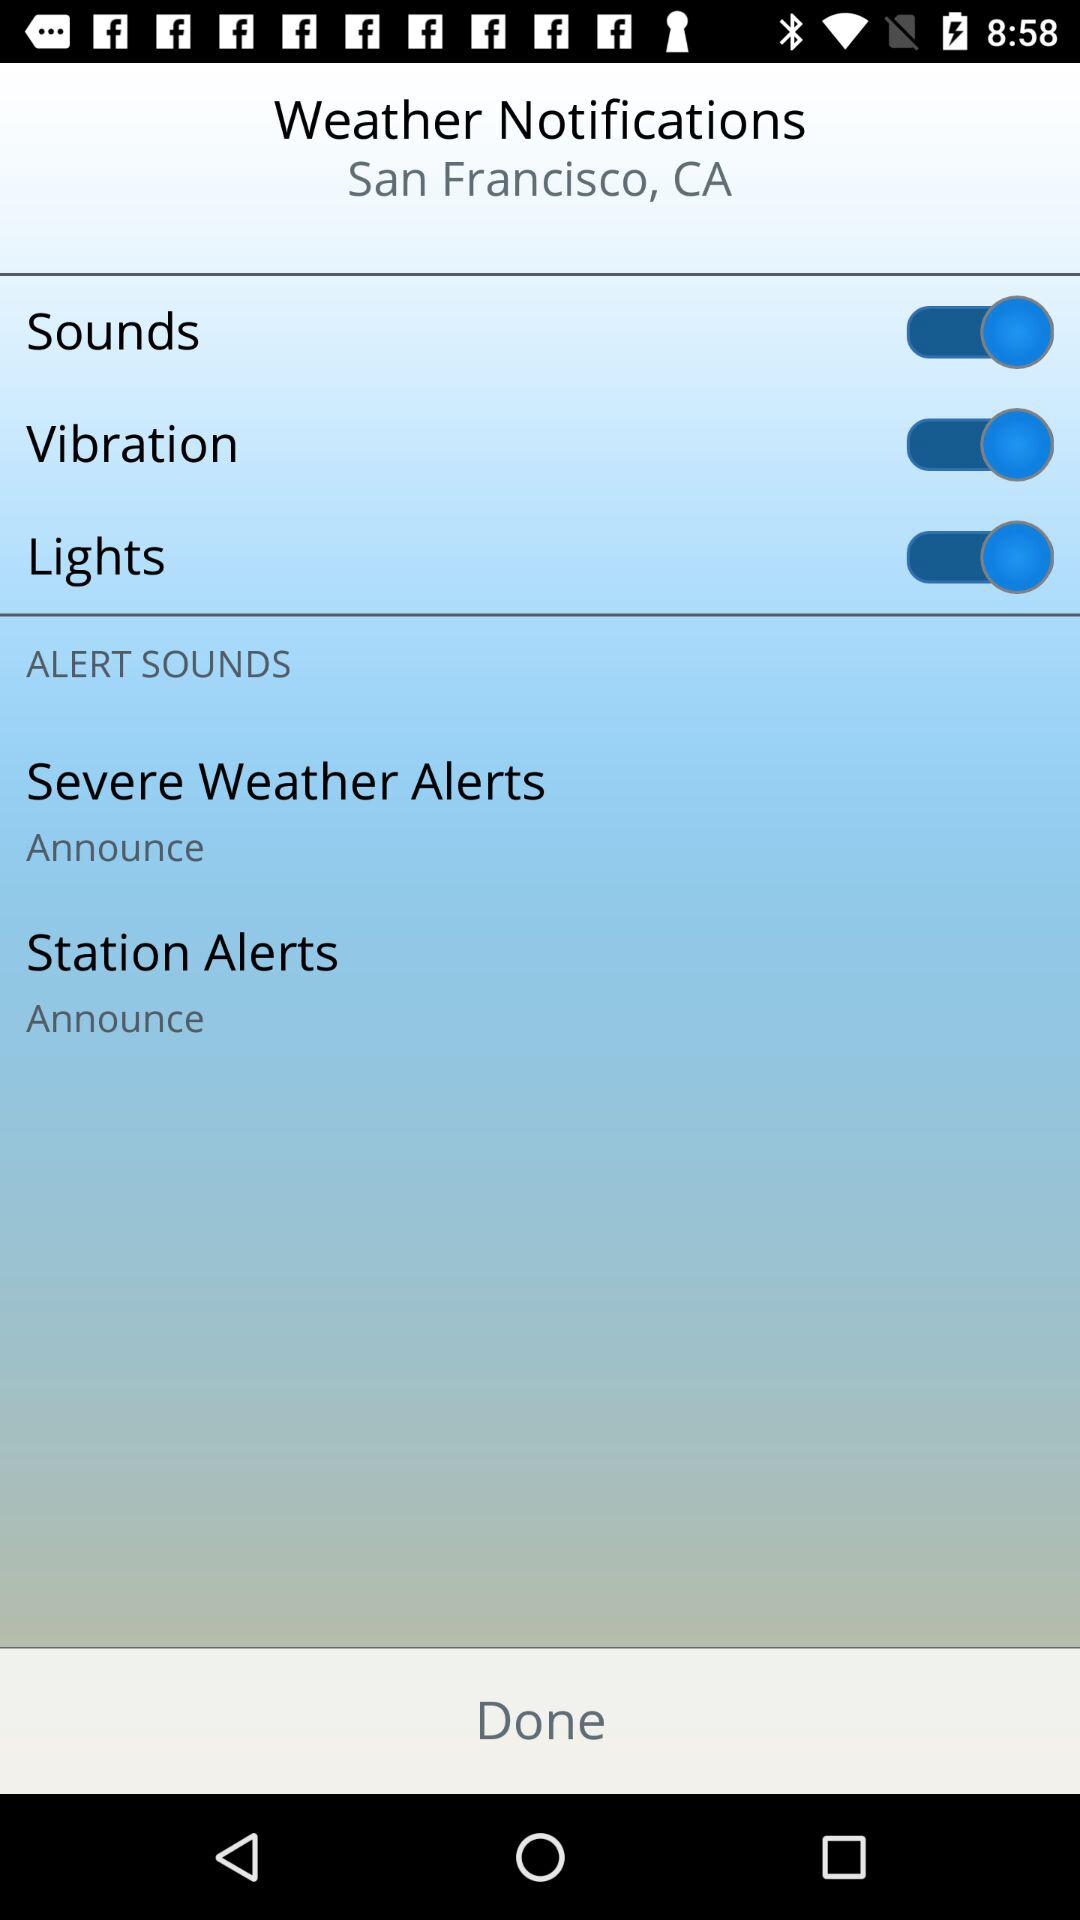 8:58
Weather Notifications
San Francisco, CA
Sounds
Vibration
Lights
ALERT SOUNDS
Severe Weather Alerts
Announce
Station Alerts
Announce
Done